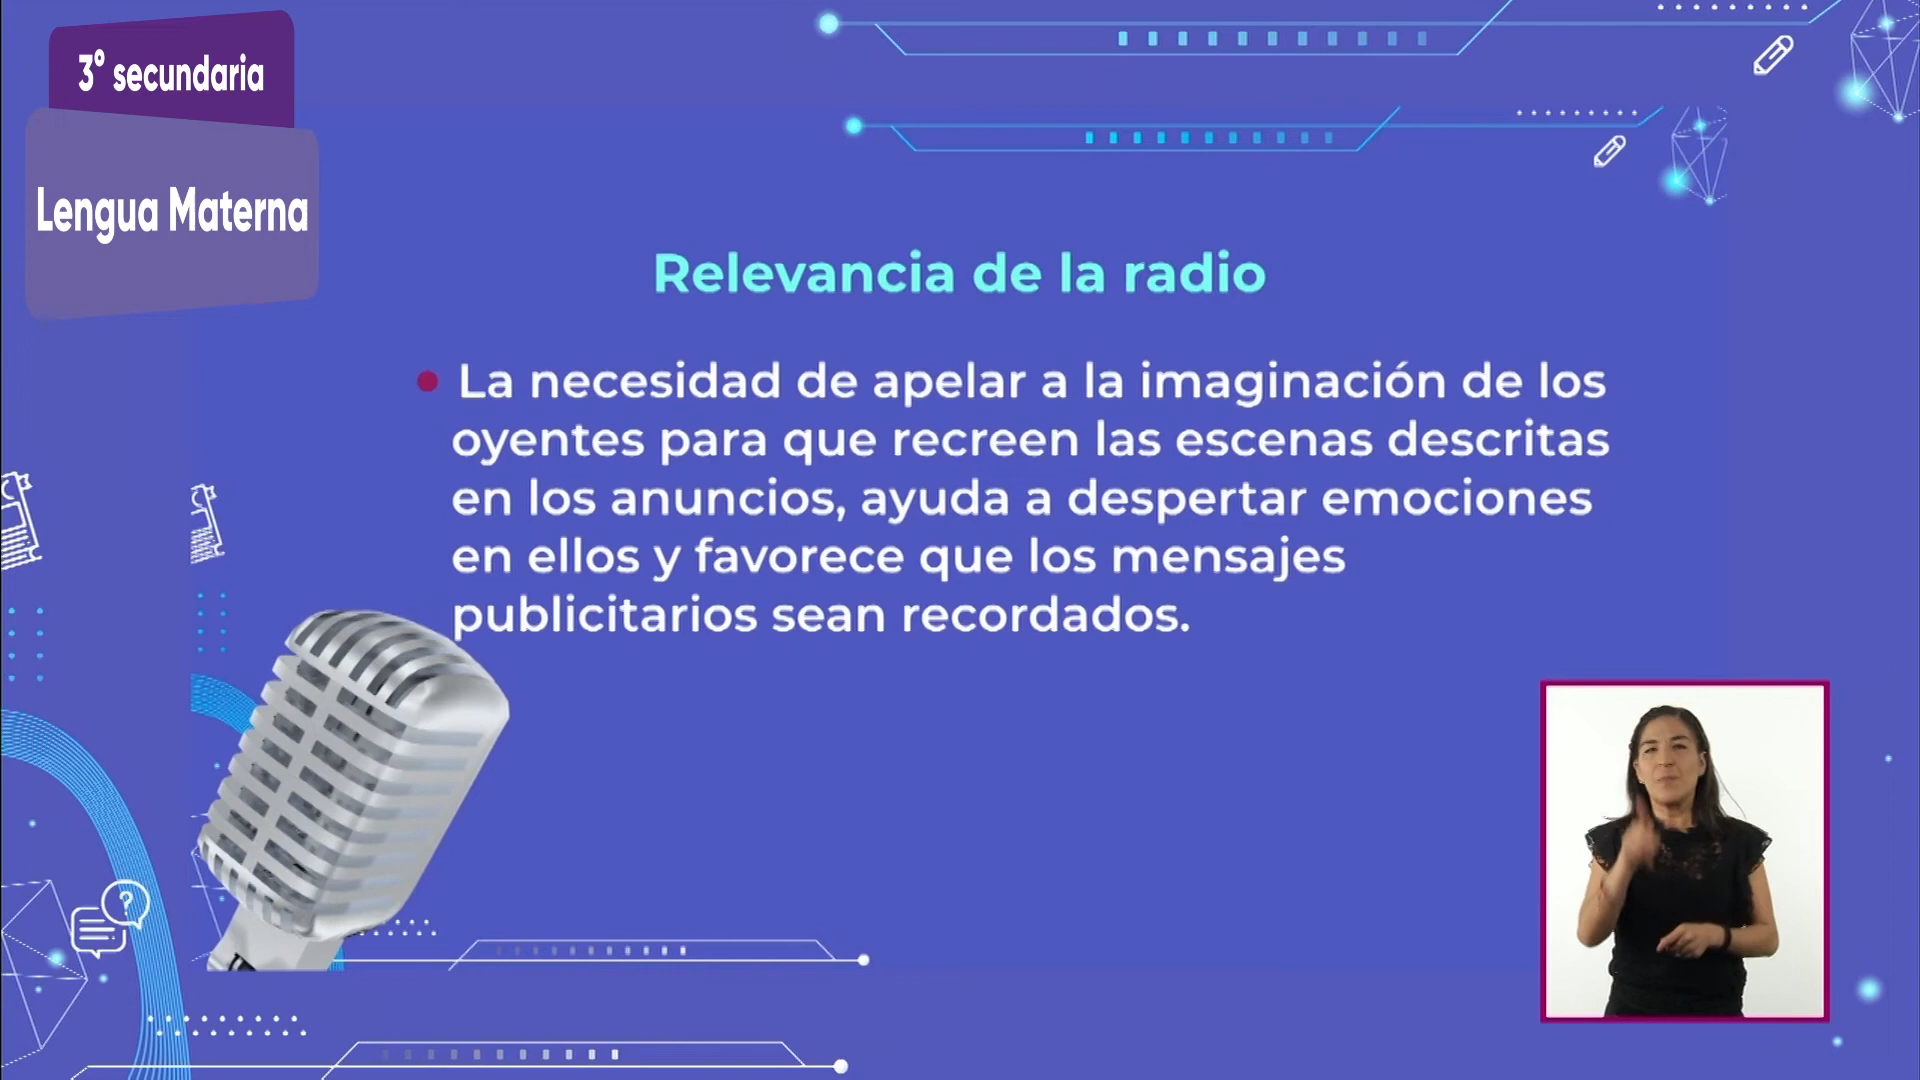 3° secundaria
Lengua Materna
Relevancia de la radio
La necesidad de apelar a la imaginación de los
oyentes para que recreen las escenas descritas
en los anuncios, ayuda a despertar emociones
en ellos y favorece que los mensajes
publicitarios sean recordados.